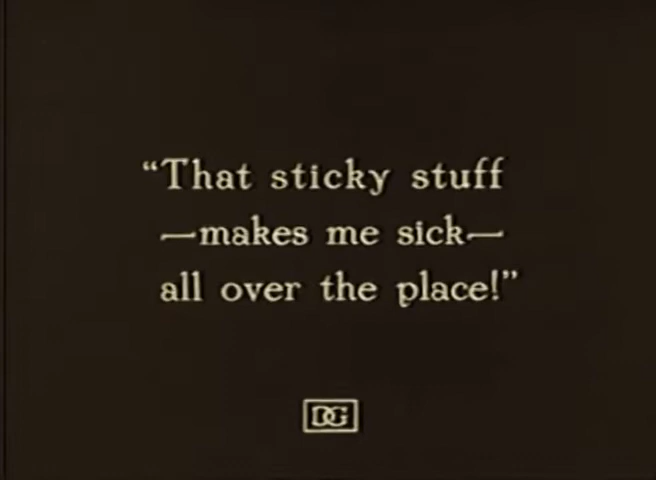 “That sticky stuff
—makes me sick—
all over the place!”
DG